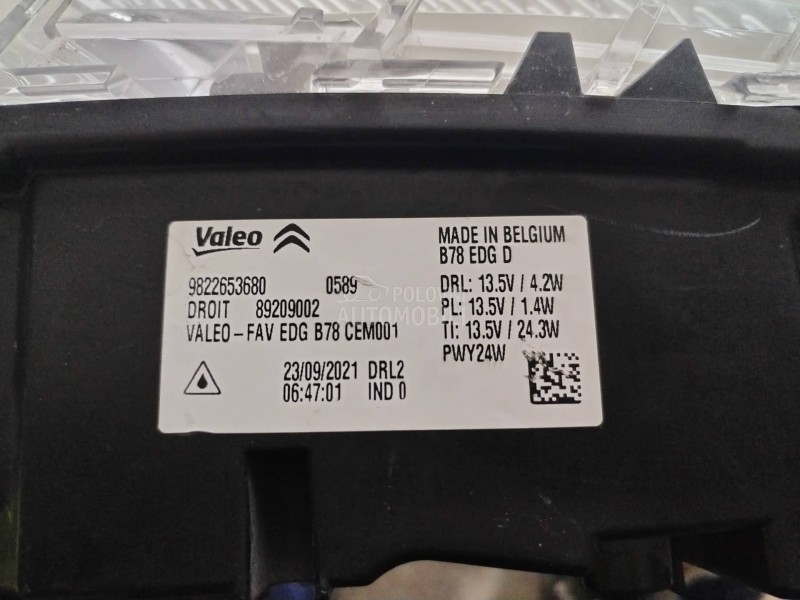 Valeo
MADE IN BELGIUM
B78 EDG D
9822653680 0589
DROIT 89209002
VALEO-FAV EDG B78 CEM001
DRL: 13.5V / 4.2W
PL: 13.5V / 1.4W
TI: 13.5V / 24.3W
PWY24W
23/09/2021 DRL2
06:47:01 IND 0
POLOVNI
AUTOMOBILI